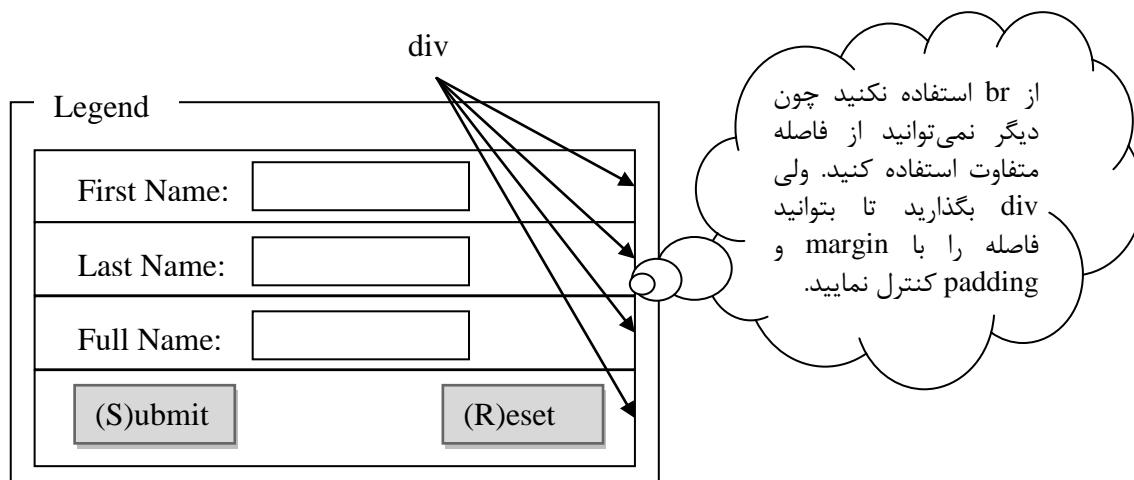 div
Legend
First Name:
Last Name:
Full Name:
(S)ubmit
(R)eset
از br استفاده نکنید چون
دیگر نمی‌توانید از فاصله
متفاوت استفاده کنید. ولی
div بگذارید تا بتوانید
فاصله را با margin و
padding کنترل نمایید.